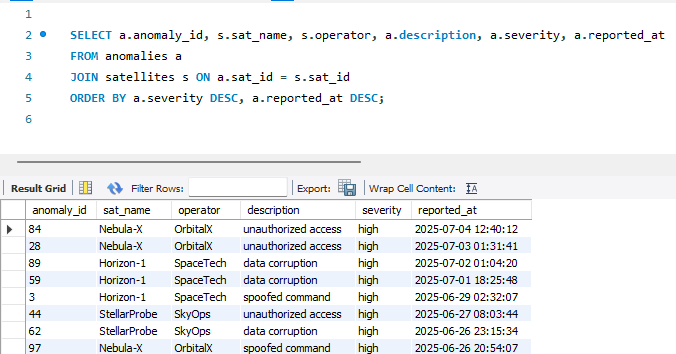 1
2 SELECT a.anomaly_id, s.sat_name, s.operator, a.description, a.severity, a.reported_at
3 FROM anomalies a
4 JOIN satellites s ON a.sat_id = s.sat_id
5 ORDER BY a.severity DESC, a.reported_at DESC;
6
Result Grid Filter Rows: Export: Wrap Cell Content: IA
anomaly_id sat_name operator description severity reported_at
84 Nebula-X OrbitalX unauthorized access high 2025-07-04 12:40:12
28 Nebula-X OrbitalX unauthorized access high 2025-07-03 01:31:41
89 Horizon-1 SpaceTech data corruption high 2025-07-02 01:04:20
59 Horizon-1 SpaceTech data corruption high 2025-07-01 18:25:48
3 Horizon-1 SpaceTech spoofed command high 2025-06-29 02:32:07
44 StellarProbe SkyOps unauthorized access high 2025-06-27 08:03:44
62 StellarProbe SkyOps data corruption high 2025-06-26 23:15:34
97 Nebula-X OrbitalX spoofed command high 2025-06-26 20:54:07